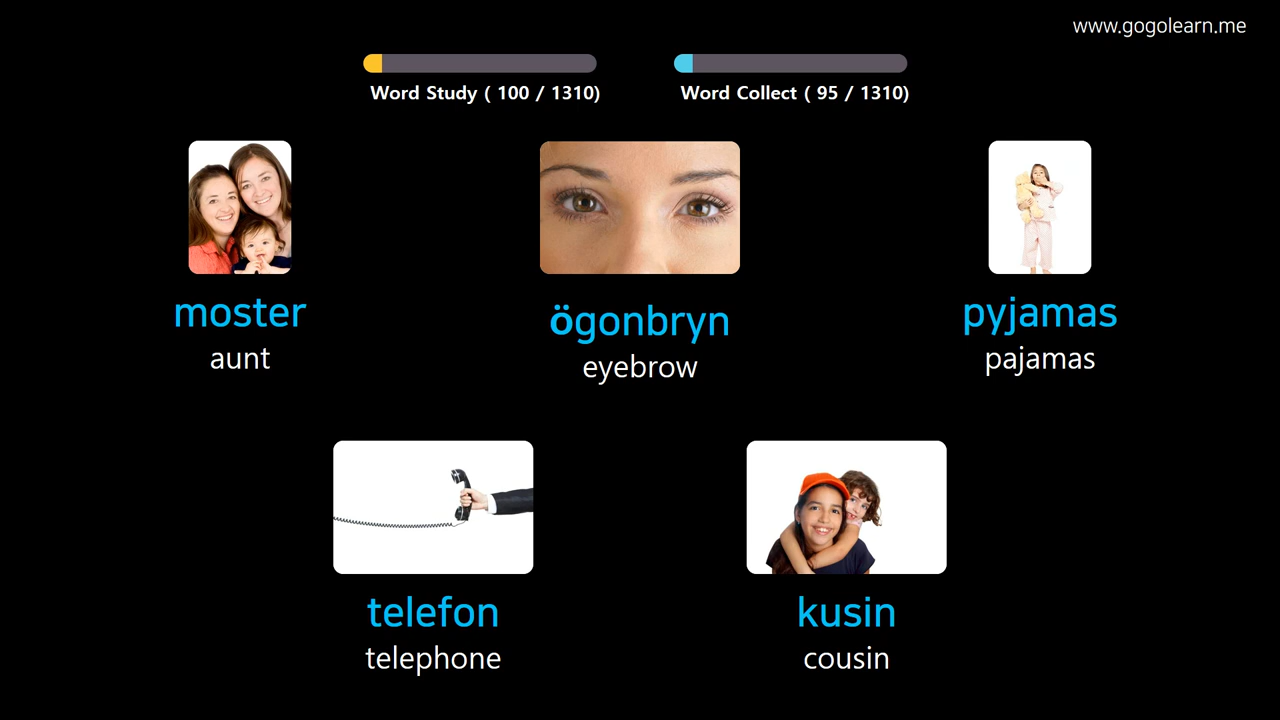 www.gogolearn.me
Word Study ( 100 / 1310)
Word Collect ( 95 / 1310)
moster
aunt
ögonbryn
eyebrow
pyjamas
pajamas
telefon
telephone
kusin
cousin